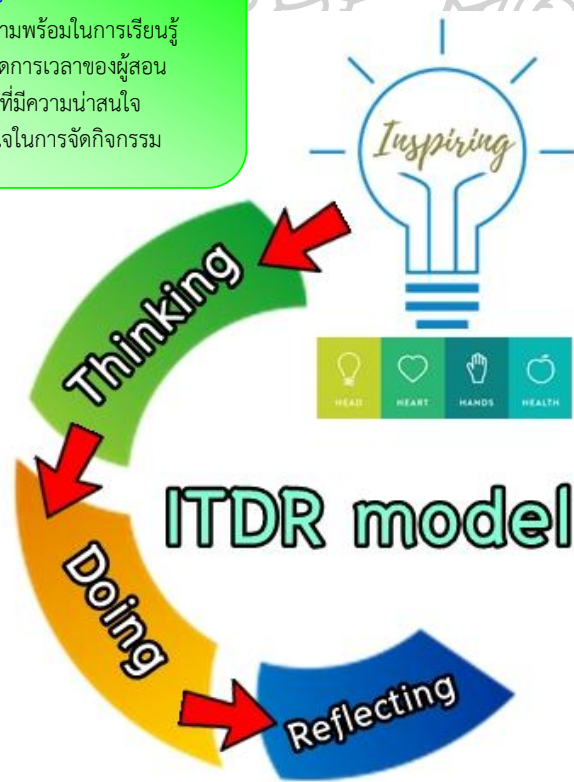 มพร้อมในการเรียนรู้
การเวลาของผู้สอน
ที่มีความน่าสนใจ
ในการจัดกิจกรรม
Inspiring
Thinking
HEAD HEART HANDS HEALTH
ITDR model
Doing
Reflecting